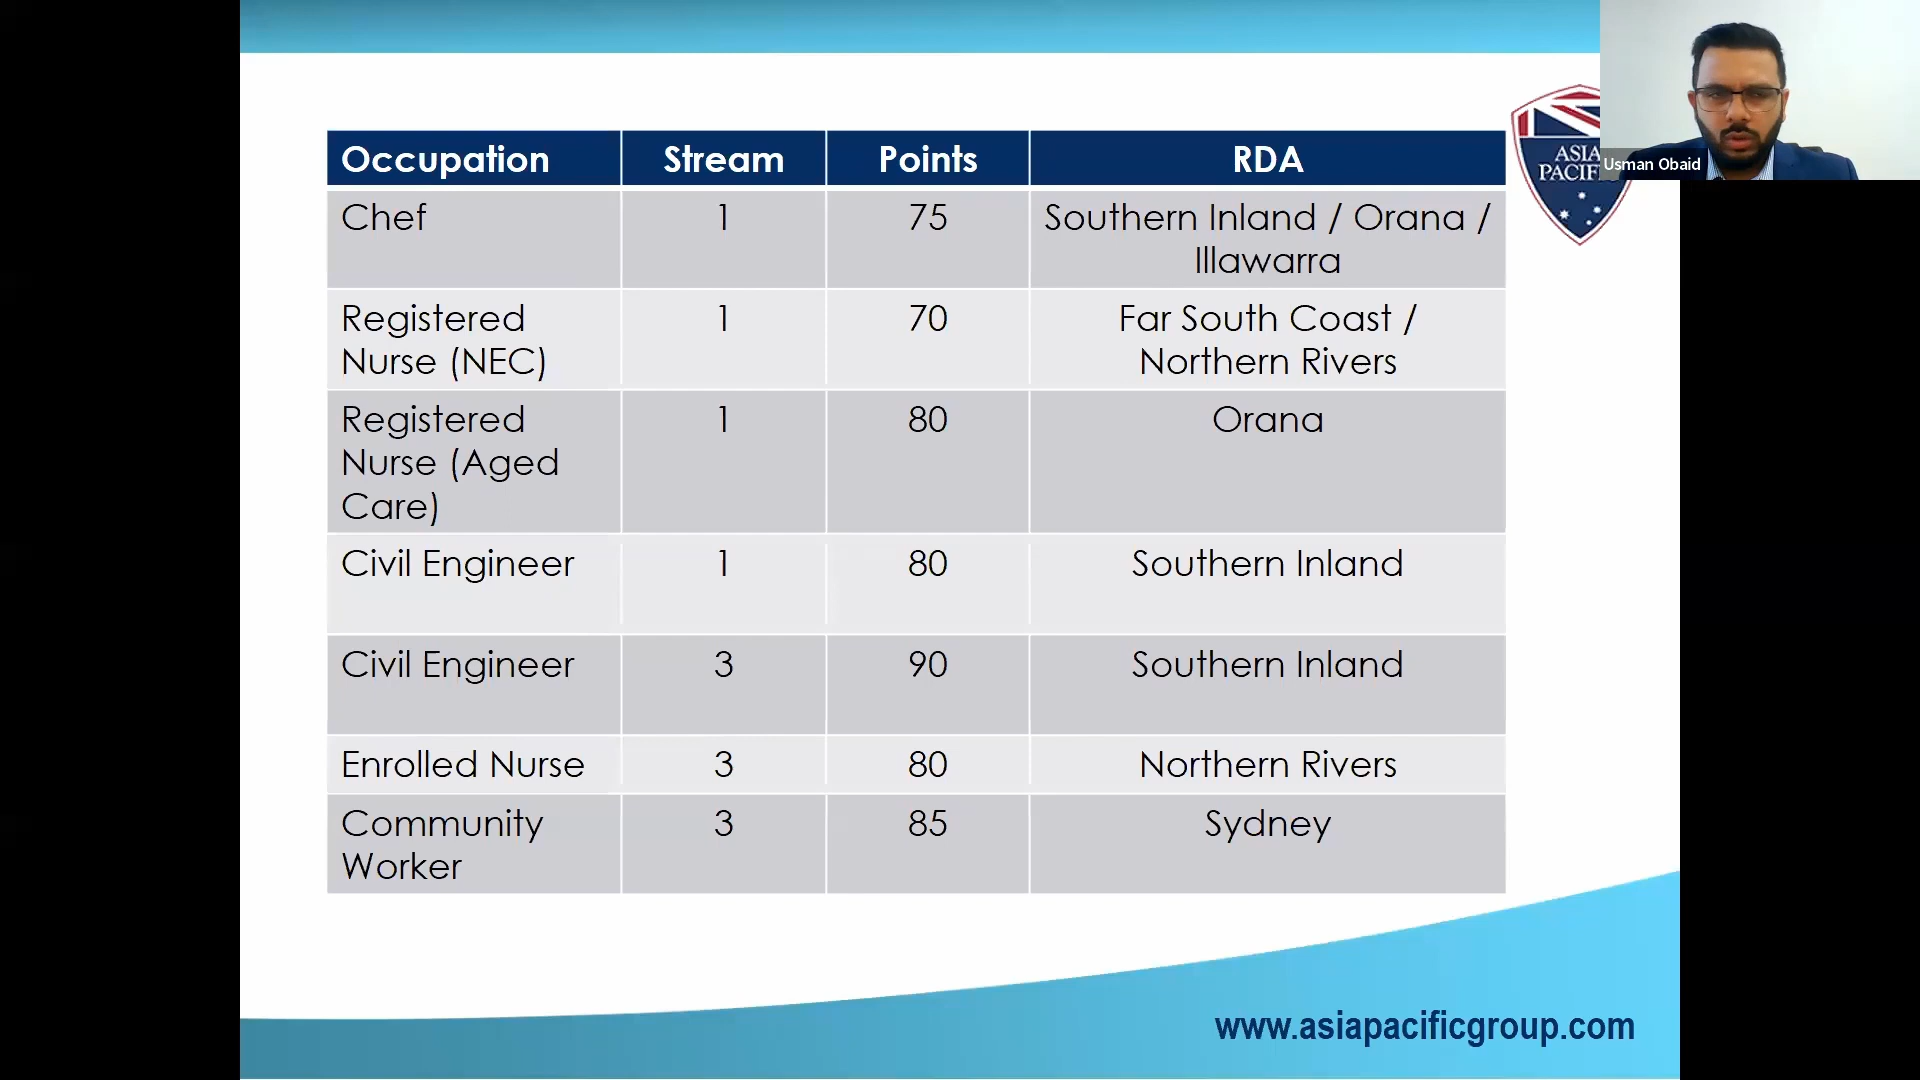 Occupation Stream Points RDA
Chef 1 75 Southern Inland / Orana /
Illawarra
Registered 1 70 Far South Coast /
Nurse (NEC) Northern Rivers
Registered 1 80 Orana
Nurse (Aged
Care)
Civil Engineer 1 80 Southern Inland
Civil Engineer 3 90 Southern Inland
Enrolled Nurse 3 80 Northern Rivers
Community 3 85 Sydney
Worker
ASIA
PACIF
Usman Obaid
www.asiapacificgroup.com